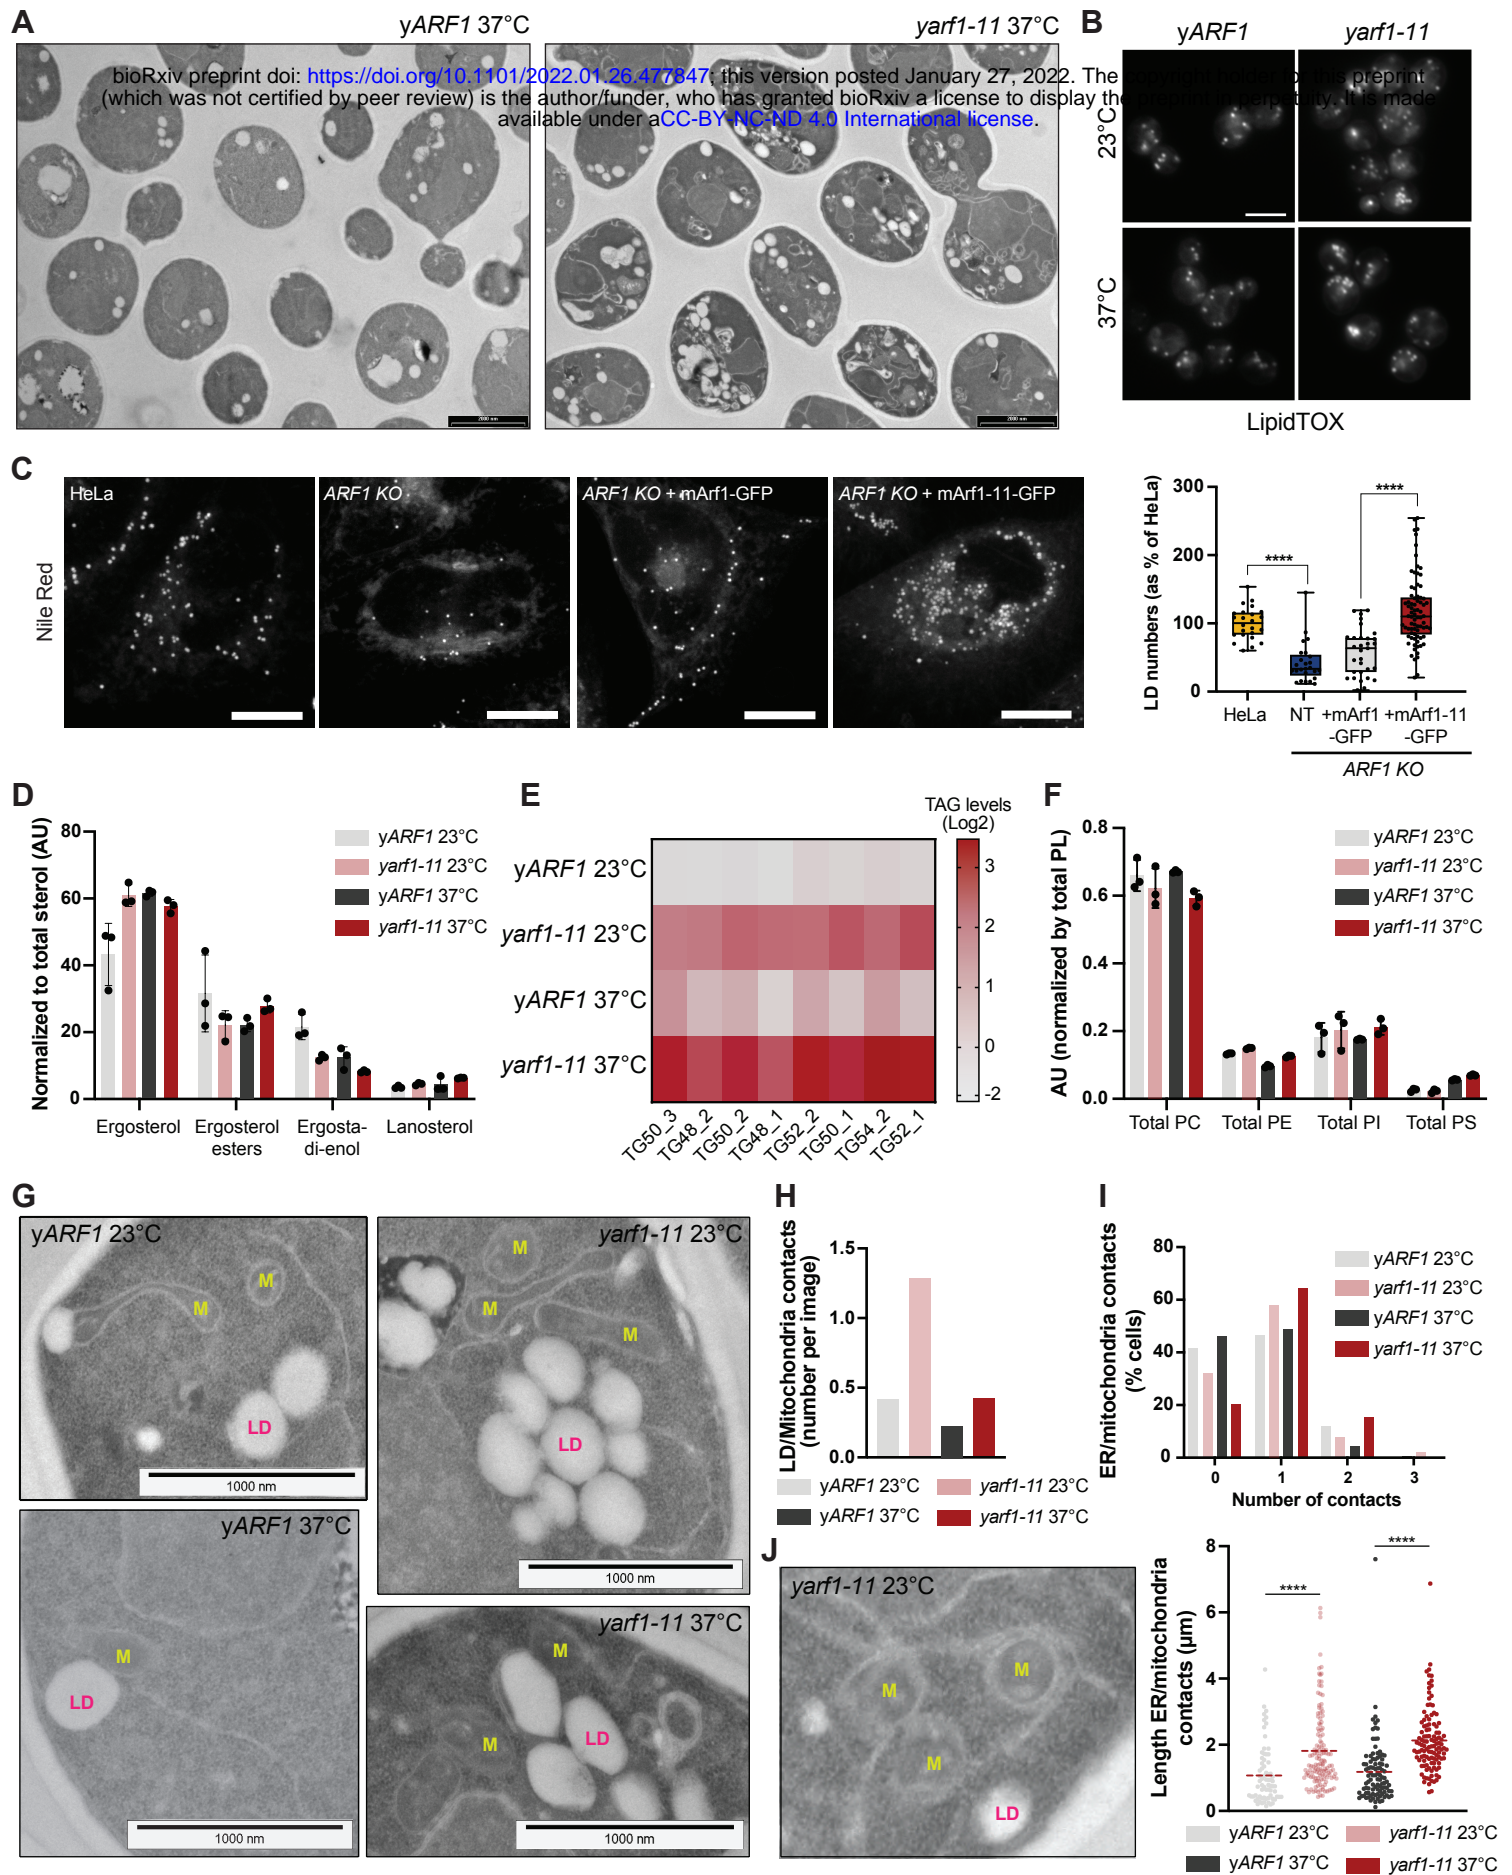 A
yARF1 37°C
yarf1-11 37°C
B
yARF1
yarf1-11
bioRxiv preprint doi: https://doi.org/10.1101/2022.01.26.477847; this version posted January 27, 2022. The copyright holder for this preprint
(which was not certified by peer review) is the author/funder, who has granted bioRxiv a license to display the preprint in perpetuity. It is made
available under aCC-BY-NC-ND 4.0 International license.
23°C
37°C
2000 nm
2000 nm
LipidTOX
C
Nile Red
HeLa
ARF1 KO
ARF1 KO + mArf1-GFP
ARF1 KO + mArf1-11-GFP
LD numbers (as % of HeLa)
300
200
100
0
****
****
HeLa
NT
+mArf1
-GFP
+mArf1-11
-GFP
ARF1 KO
D
Normalized to total sterol (AU)
80
60
40
20
0
yARF1 23°C
yarf1-11 23°C
yARF1 37°C
yarf1-11 37°C
Ergosterol
Ergosterol
esters
Ergosta-
di-enol
Lanosterol
E
TAG levels
(Log2)
yARF1 23°C
yarf1-11 23°C
yARF1 37°C
yarf1-11 37°C
3
2
1
0
-2
TG50_3
TG48_2
TG50_2
TG48_1
TG52_2
TG50_1
TG54_2
TG52_1
F
AU (normalized by total PL)
0.8
0.6
0.4
0.2
0.0
yARF1 23°C
yarf1-11 23°C
yARF1 37°C
yarf1-11 37°C
Total PC
Total PE
Total PI
Total PS
G
yARF1 23°C
M
M
LD
1000 nm
yarf1-11 23°C
M
M
M
LD
1000 nm
yARF1 37°C
M
LD
1000 nm
yarf1-11 37°C
M
M
LD
1000 nm
H
LD/Mitochondria contacts
(number per image)
1.5
1.0
0.5
0.0
yARF1 23°C
yarf1-11 23°C
yARF1 37°C
yarf1-11 37°C
I
ER/mitochondria contacts
(% cells)
80
60
40
20
0
yARF1 23°C
yarf1-11 23°C
yARF1 37°C
yarf1-11 37°C
0
1
2
3
Number of contacts
J
yarf1-11 23°C
M
M
M
LD
Length ER/mitochondria
contacts (µm)
8
6
4
2
0
****
****
yARF1 23°C
yarf1-11 23°C
yARF1 37°C
yarf1-11 37°C